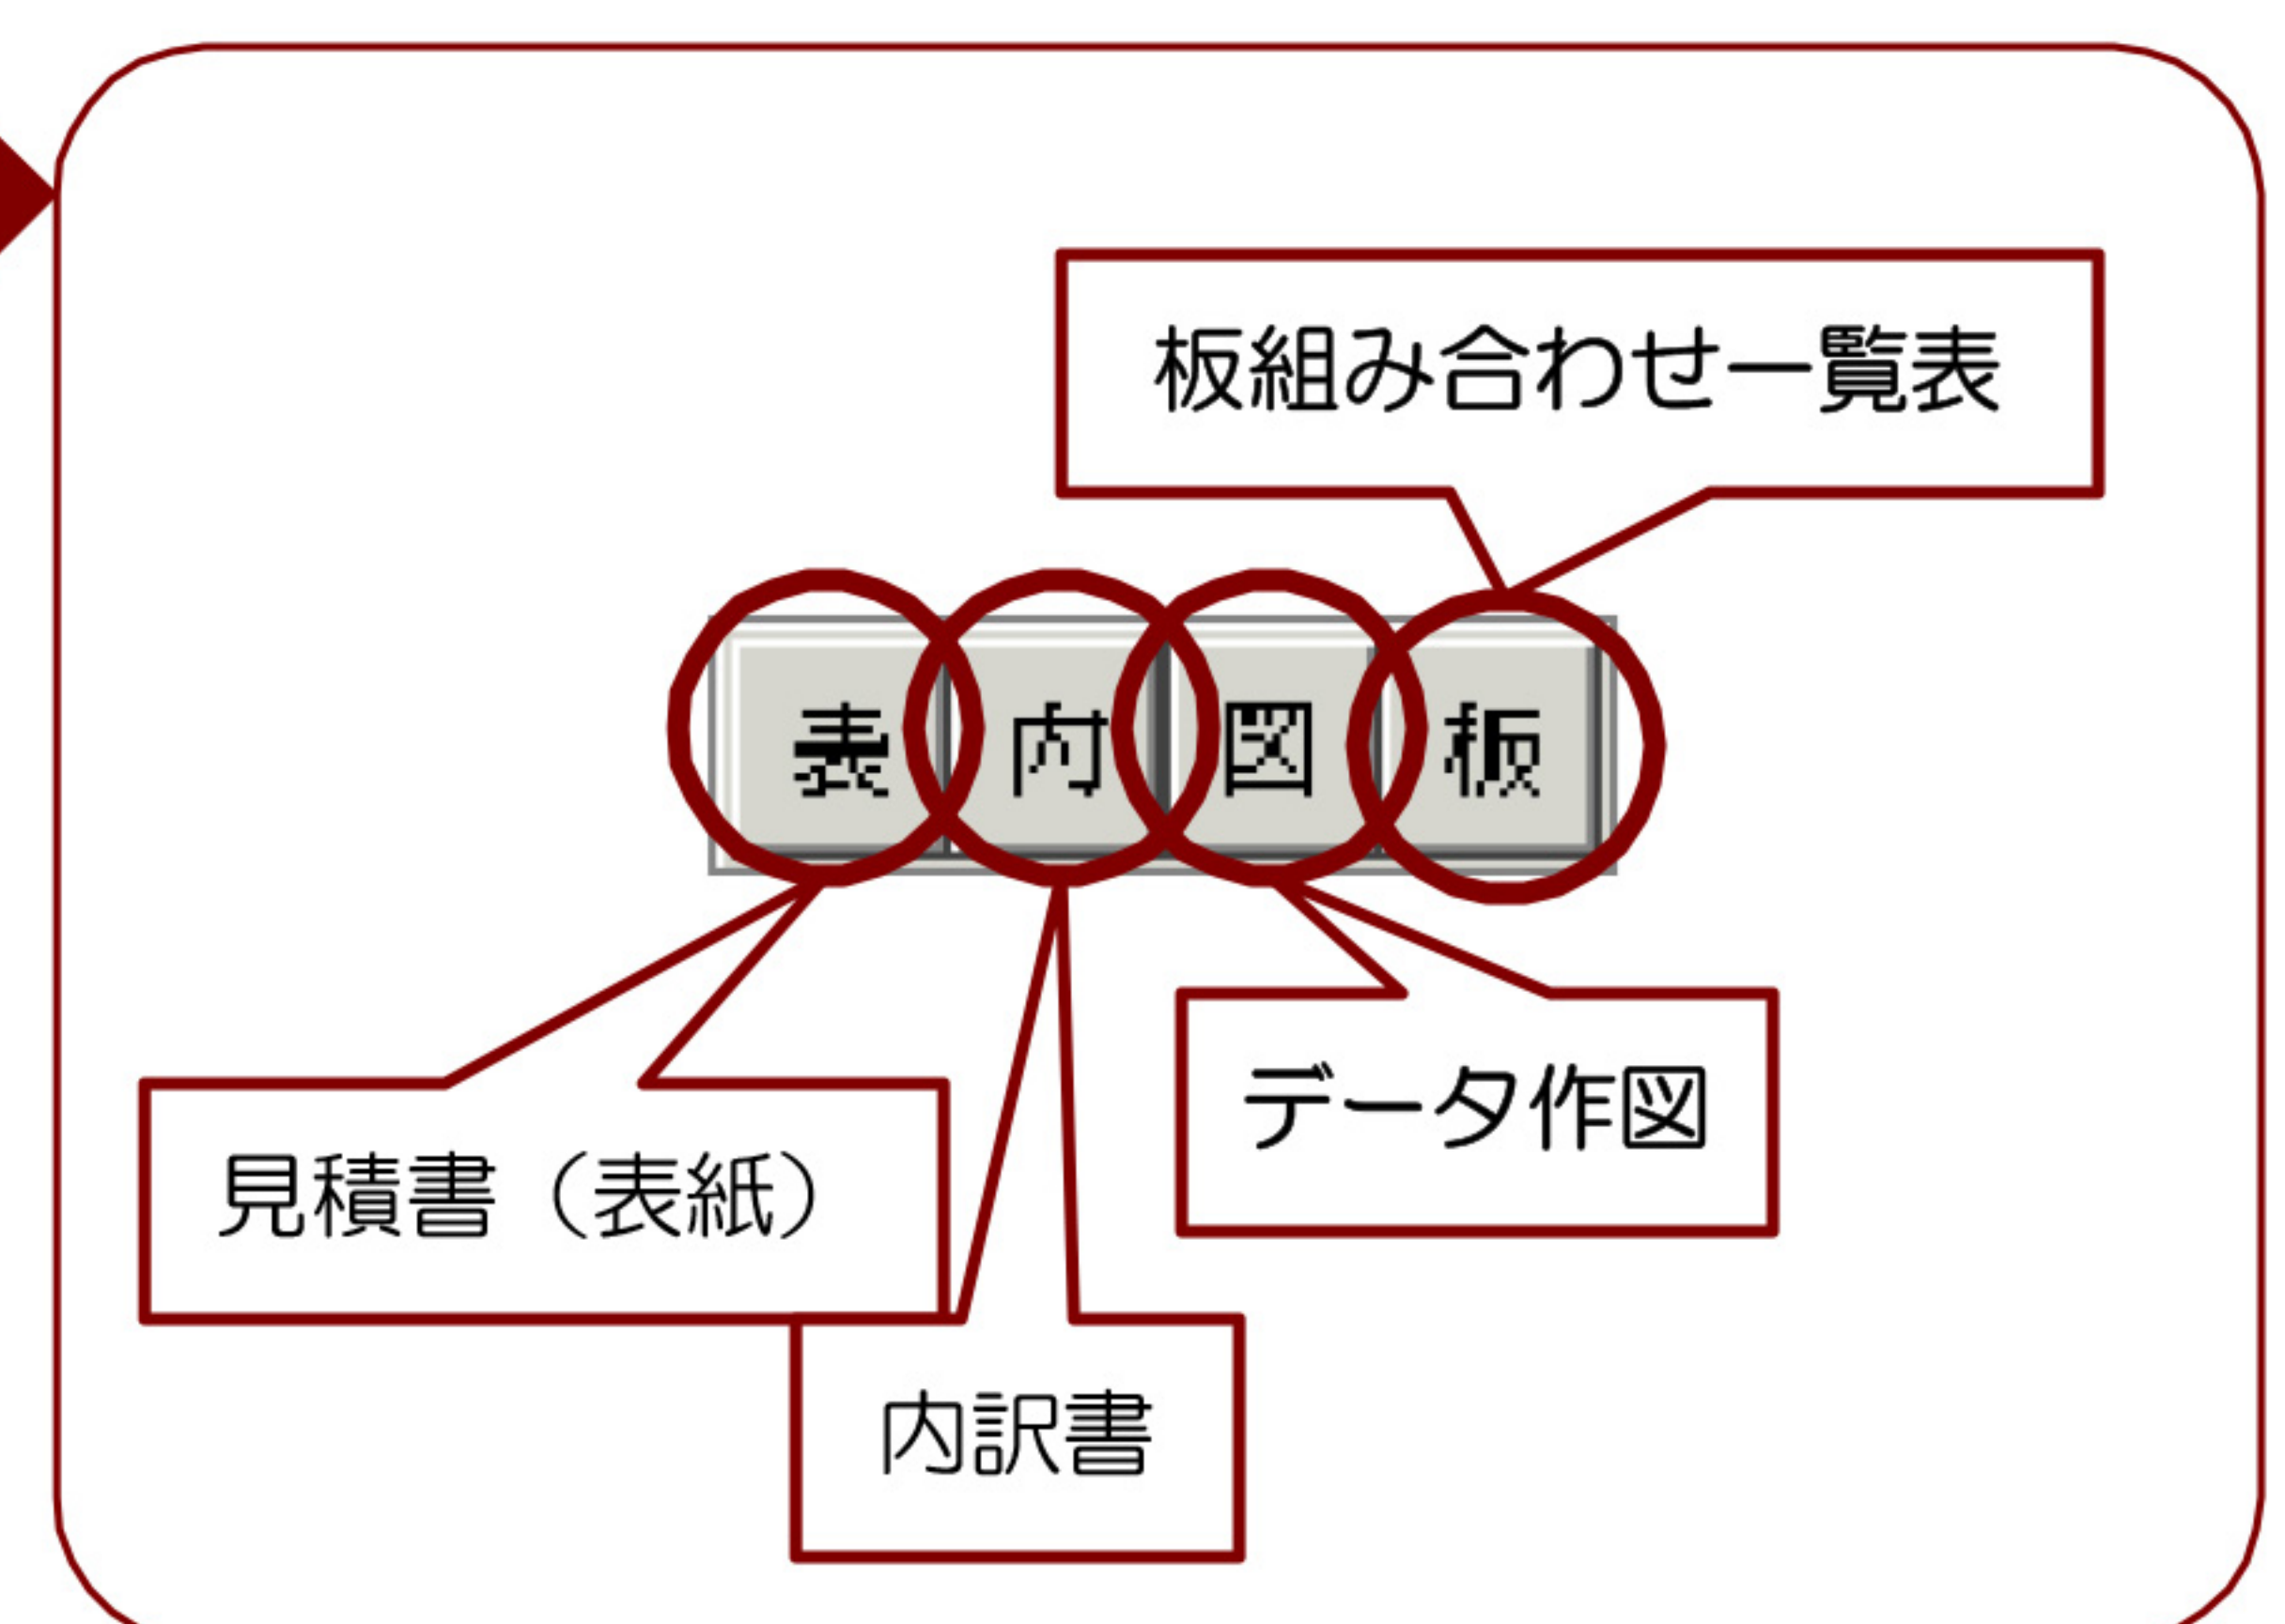 板組み合わせ一覧表
表 内 図 板
データ作図
見積書（表紙）
内訳書